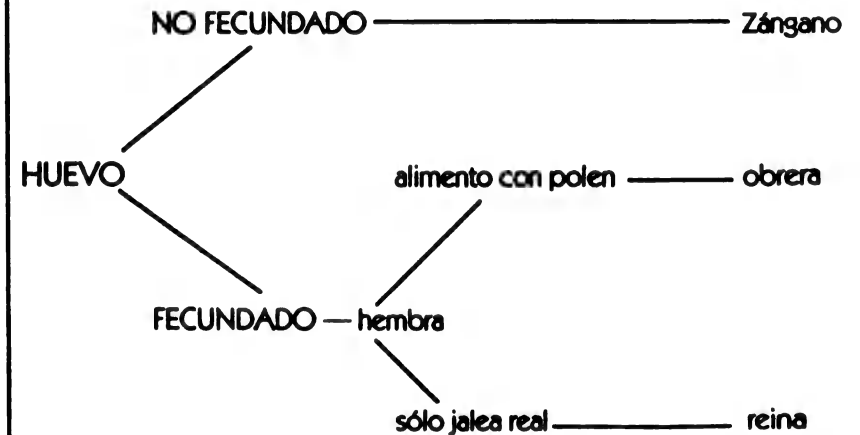 NO FECUNDADO Zángano
HUEVO alimento con polen obrera
FECUNDADO hembra
sólo jalea real reina